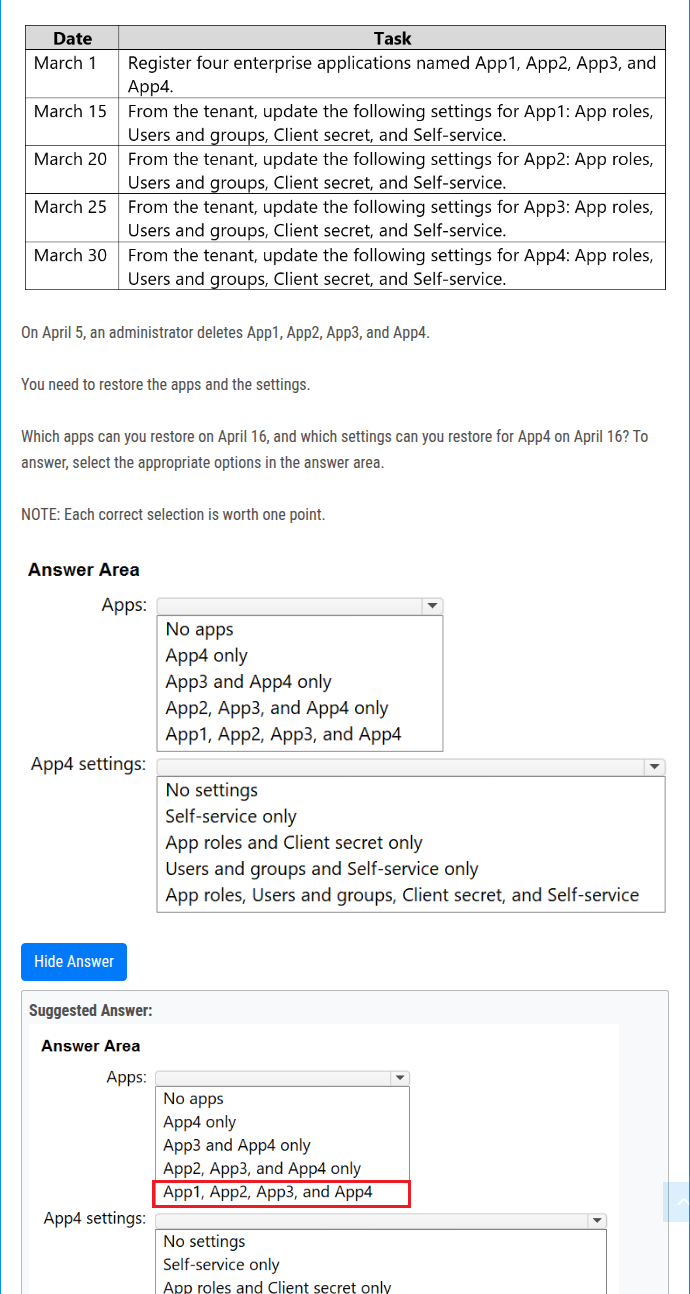 Date Task
March 1 Register four enterprise applications named App1, App2, App3, and
App4.
March 15 From the tenant, update the following settings for App1: App roles,
Users and groups, Client secret, and Self-service.
March 20 From the tenant, update the following settings for App2: App roles,
Users and groups, Client secret, and Self-service.
March 25 From the tenant, update the following settings for App3: App roles,
Users and groups, Client secret, and Self-service.
March 30 From the tenant, update the following settings for App4: App roles,
Users and groups, Client secret, and Self-service.
On April 5, an administrator deletes App1, App2, App3, and App4.
You need to restore the apps and the settings.
Which apps can you restore on April 16, and which settings can you restore for App4 on April 16? To
answer, select the appropriate options in the answer area.
NOTE: Each correct selection is worth one point.
Answer Area
Apps:
No apps
App4 only
App3 and App4 only
App2, App3, and App4 only
App1, App2, App3, and App4
App4 settings:
No settings
Self-service only
App roles and Client secret only
Users and groups and Self-service only
App roles, Users and groups, Client secret, and Self-service
Hide Answer
Suggested Answer:
Answer Area
Apps:
No apps
App4 only
App3 and App4 only
App2, App3, and App4 only
App1, App2, App3, and App4
App4 settings:
No settings
Self-service only
App roles and Client secret only